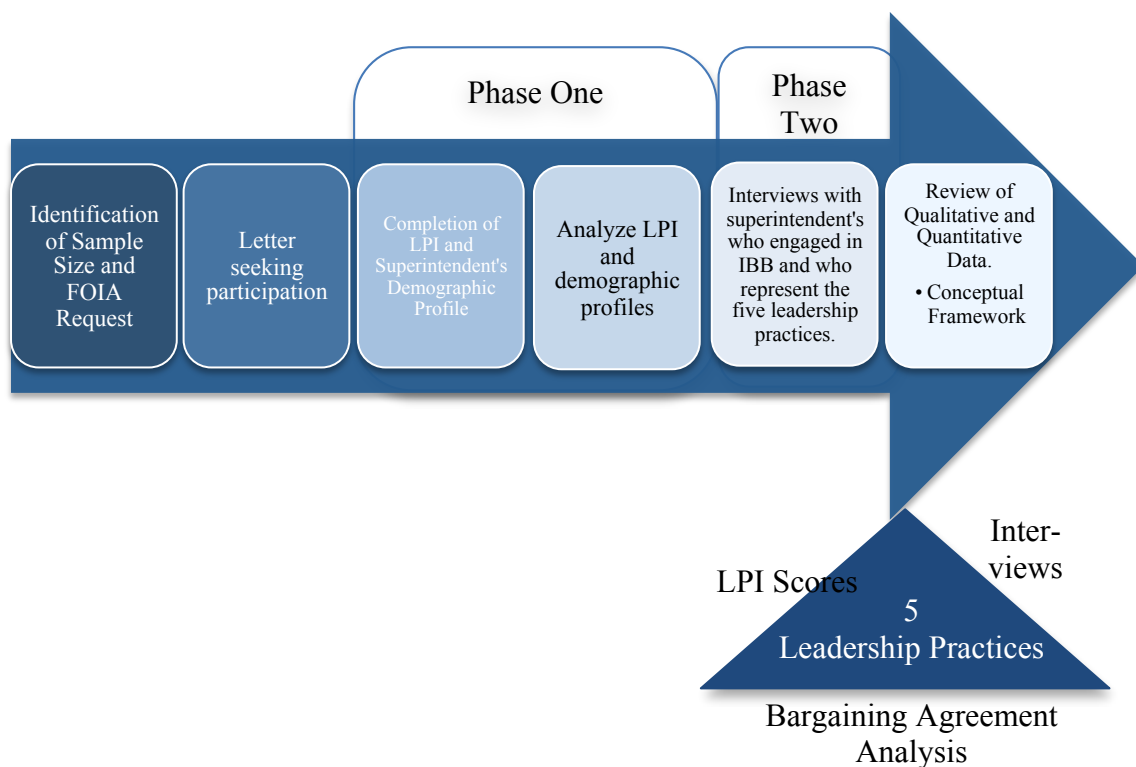 Phase One
Phase
Two
Identification
of Sample
Size and
FOIA
Request
Letter
seeking
participation
Completion of
LPI and
Superintendent's
Demographic
Profile
Analyze LPI
and
demographic
profiles
Interviews with
superintendent's
who engaged in
IBB and who
represent the
five leadership
practices.
Review of
Qualitative and
Quantitative
Data.
• Conceptual
Framework
LPI Scores
Inter-
views
5
Leadership Practices
Bargaining Agreement
Analysis